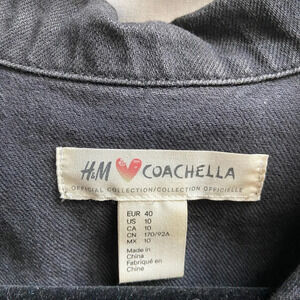 H&M COACHELLA
OFFICIAL COLLECTION/COLLECTION OFFICIELLE
EUR 40
US 10
CA 10
CN 170/92A
MX 10
Made in
China
Fabriqué en
Chine